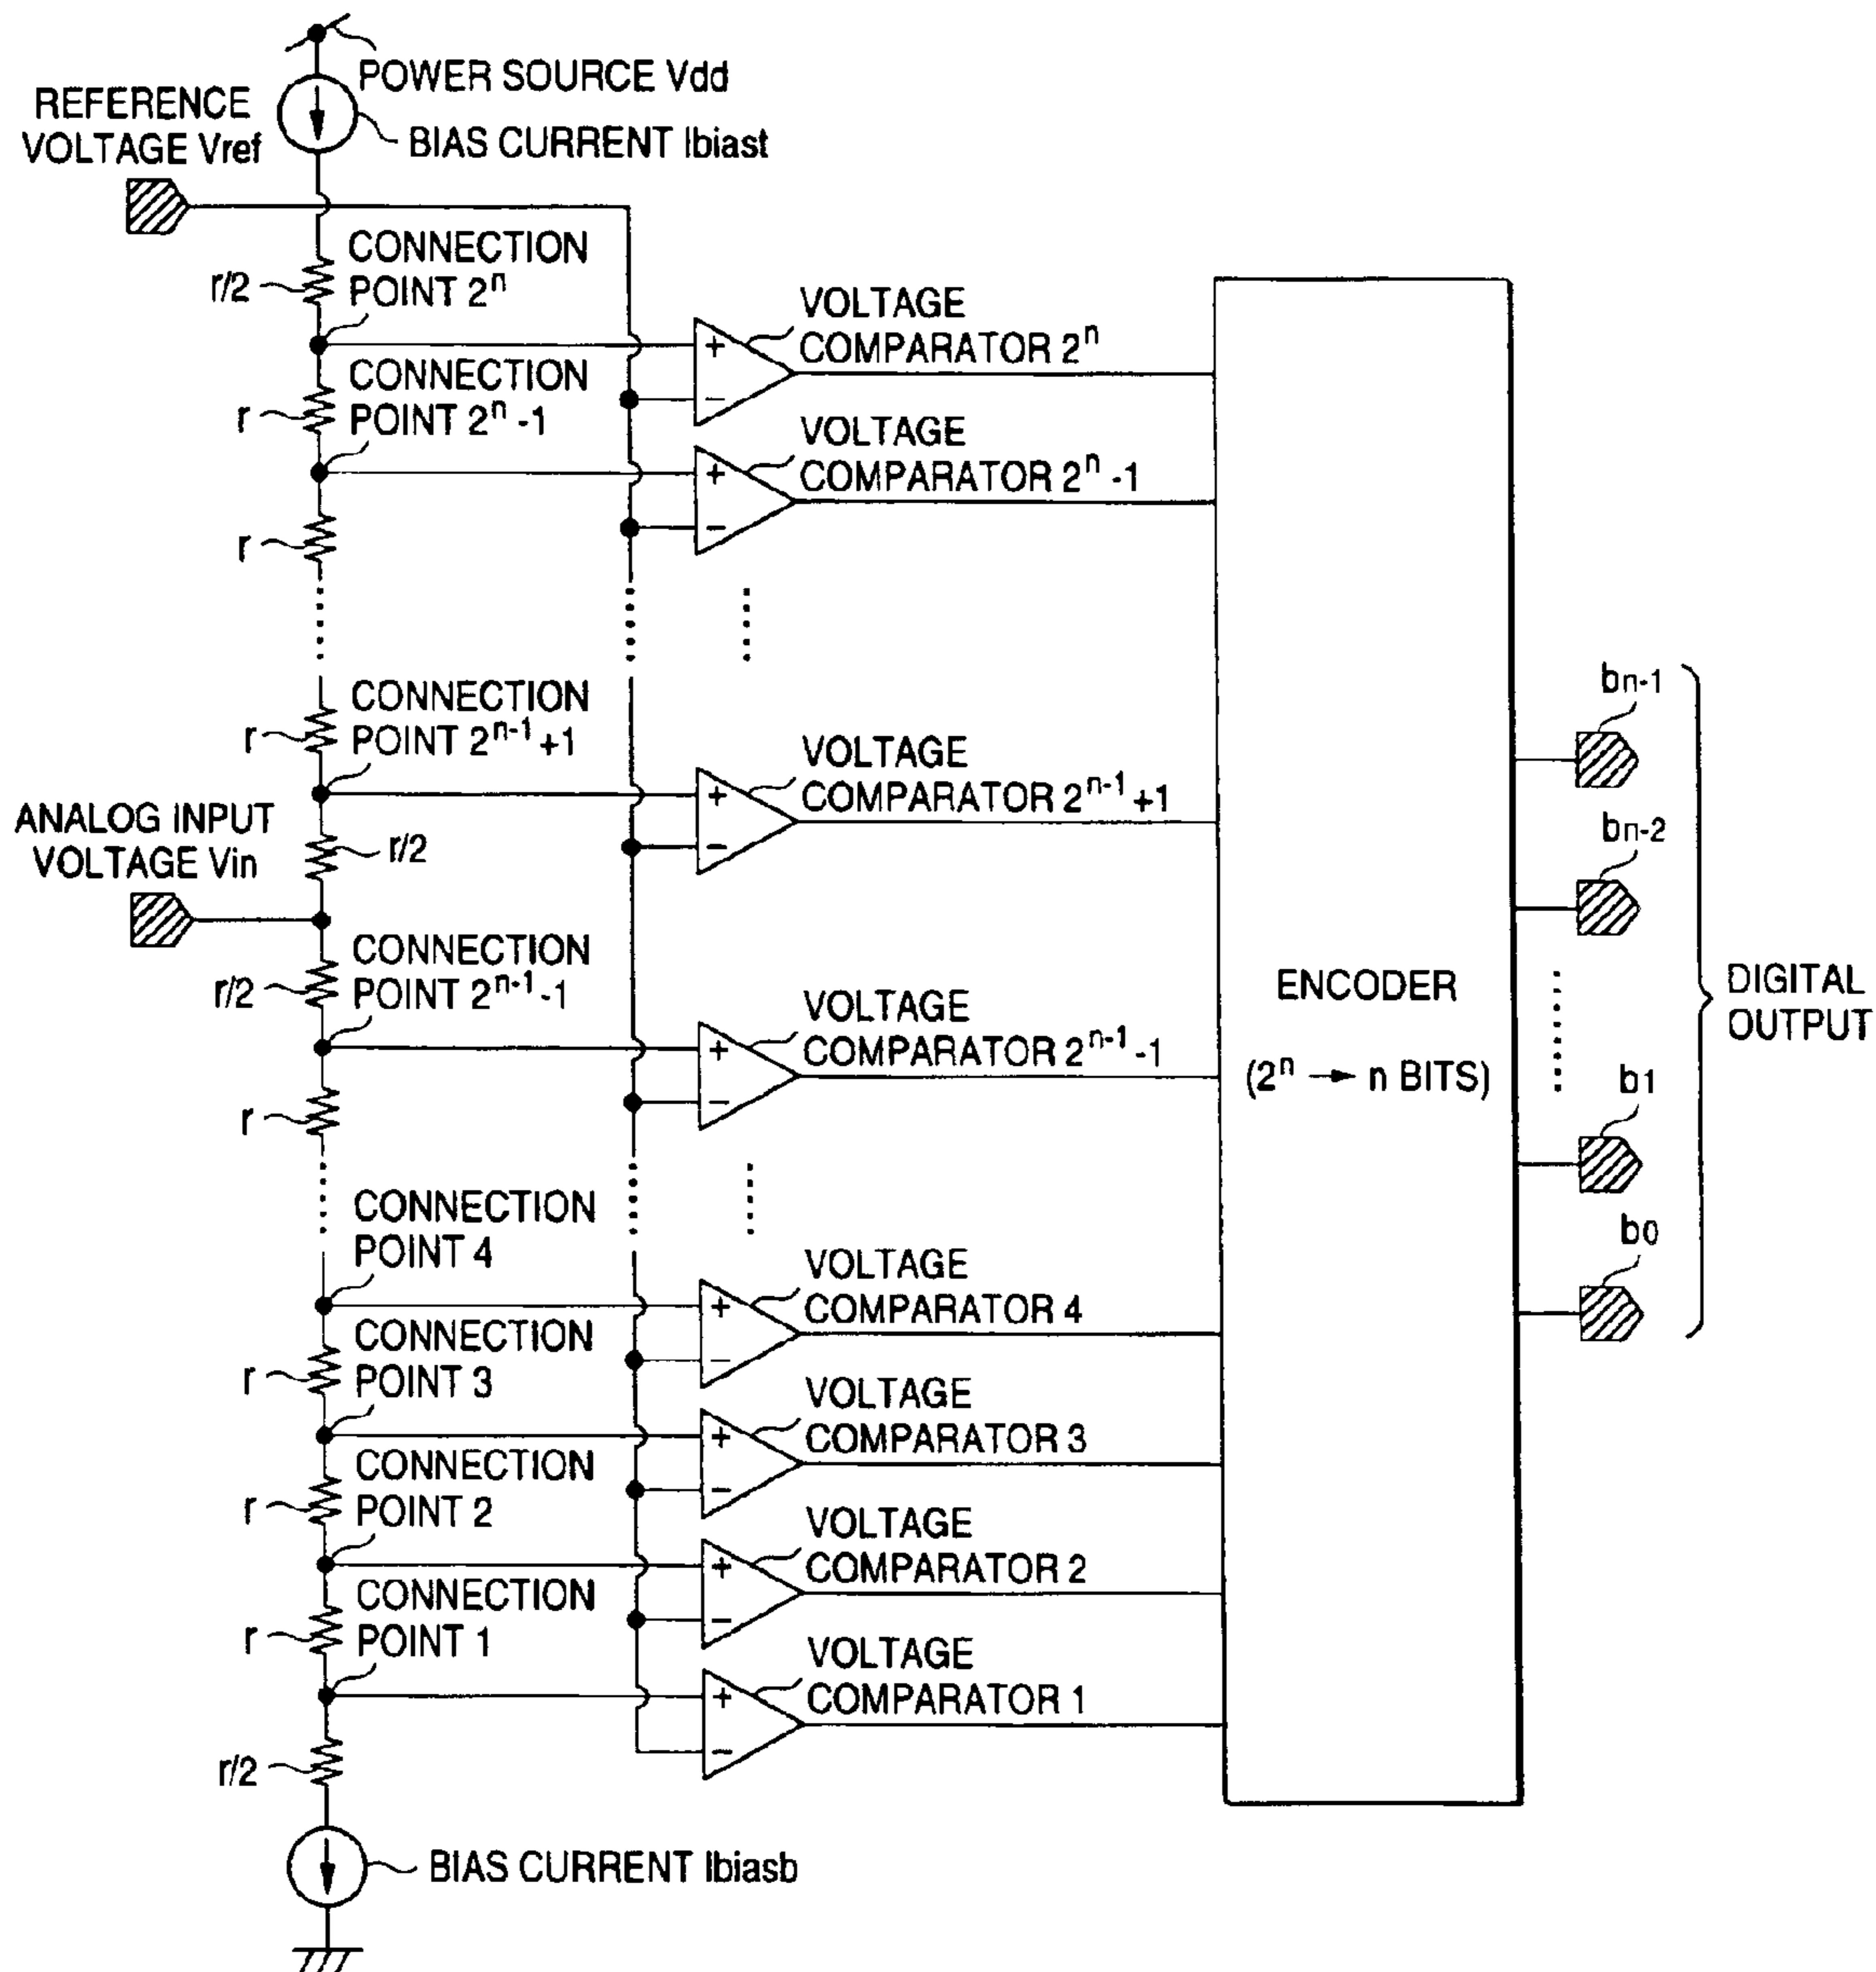 POWER SOURCE Vdd
REFERENCE
VOLTAGE Vref
BIAS CURRENT Ibiast
r/2
CONNECTION
POINT 2ⁿ
VOLTAGE
COMPARATOR 2ⁿ
+
−
r
CONNECTION
POINT 2ⁿ -1
VOLTAGE
COMPARATOR 2ⁿ -1
+
−
r
r
CONNECTION
POINT 2ⁿ⁻¹ +1
VOLTAGE
COMPARATOR 2ⁿ⁻¹ +1
+
−
ANALOG INPUT
VOLTAGE Vin
r/2
r/2
CONNECTION
POINT 2ⁿ⁻¹ -1
VOLTAGE
COMPARATOR 2ⁿ⁻¹ -1
+
−
r
CONNECTION
POINT 4
VOLTAGE
COMPARATOR 4
+
−
r
CONNECTION
POINT 3
VOLTAGE
COMPARATOR 3
+
−
r
CONNECTION
POINT 2
VOLTAGE
COMPARATOR 2
+
−
r
CONNECTION
POINT 1
VOLTAGE
COMPARATOR 1
+
−
r/2
BIAS CURRENT Ibiasb
ENCODER
(2ⁿ → n BITS)
bn-1
bn-2
b1
b0
DIGITAL
OUTPUT